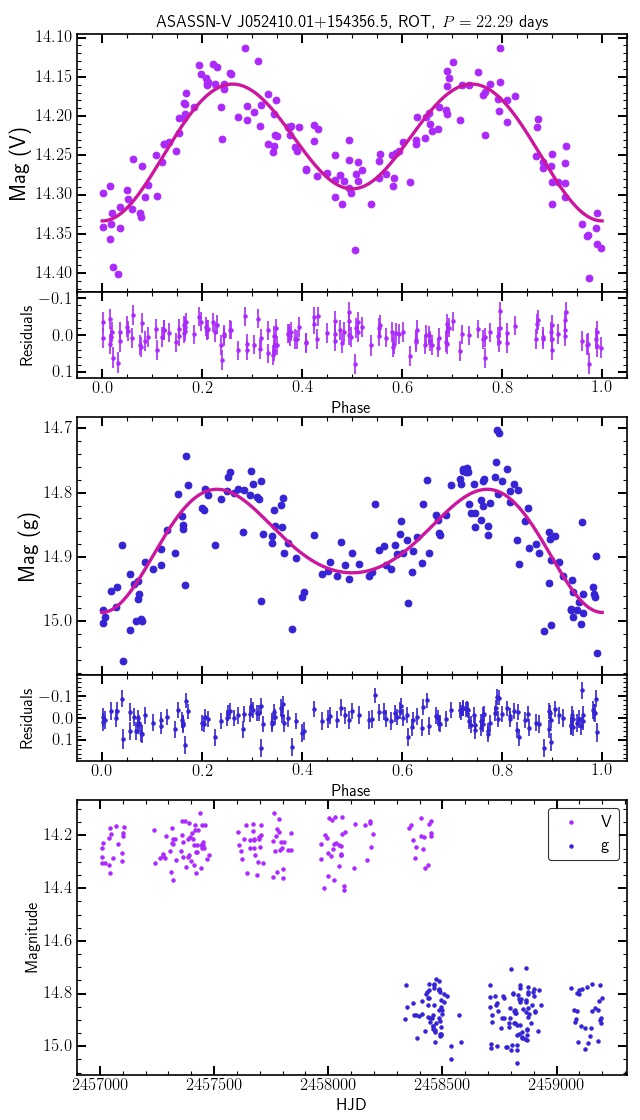 ASASSN-V J052410.01+154356.5, ROT, P = 22.29 days
14.10
14.15
14.20
14.25
14.30
14.35
14.40
Mag (V)
−0.1
0.0
0.1
Residuals
0.0 0.2 0.4 0.6 0.8 1.0
Phase
14.7
14.8
14.9
15.0
Mag (g)
−0.1
0.0
0.1
Residuals
0.0 0.2 0.4 0.6 0.8 1.0
Phase
V
g
14.2
14.4
14.6
14.8
15.0
Magnitude
2457000 2457500 2458000 2458500 2459000
HJD